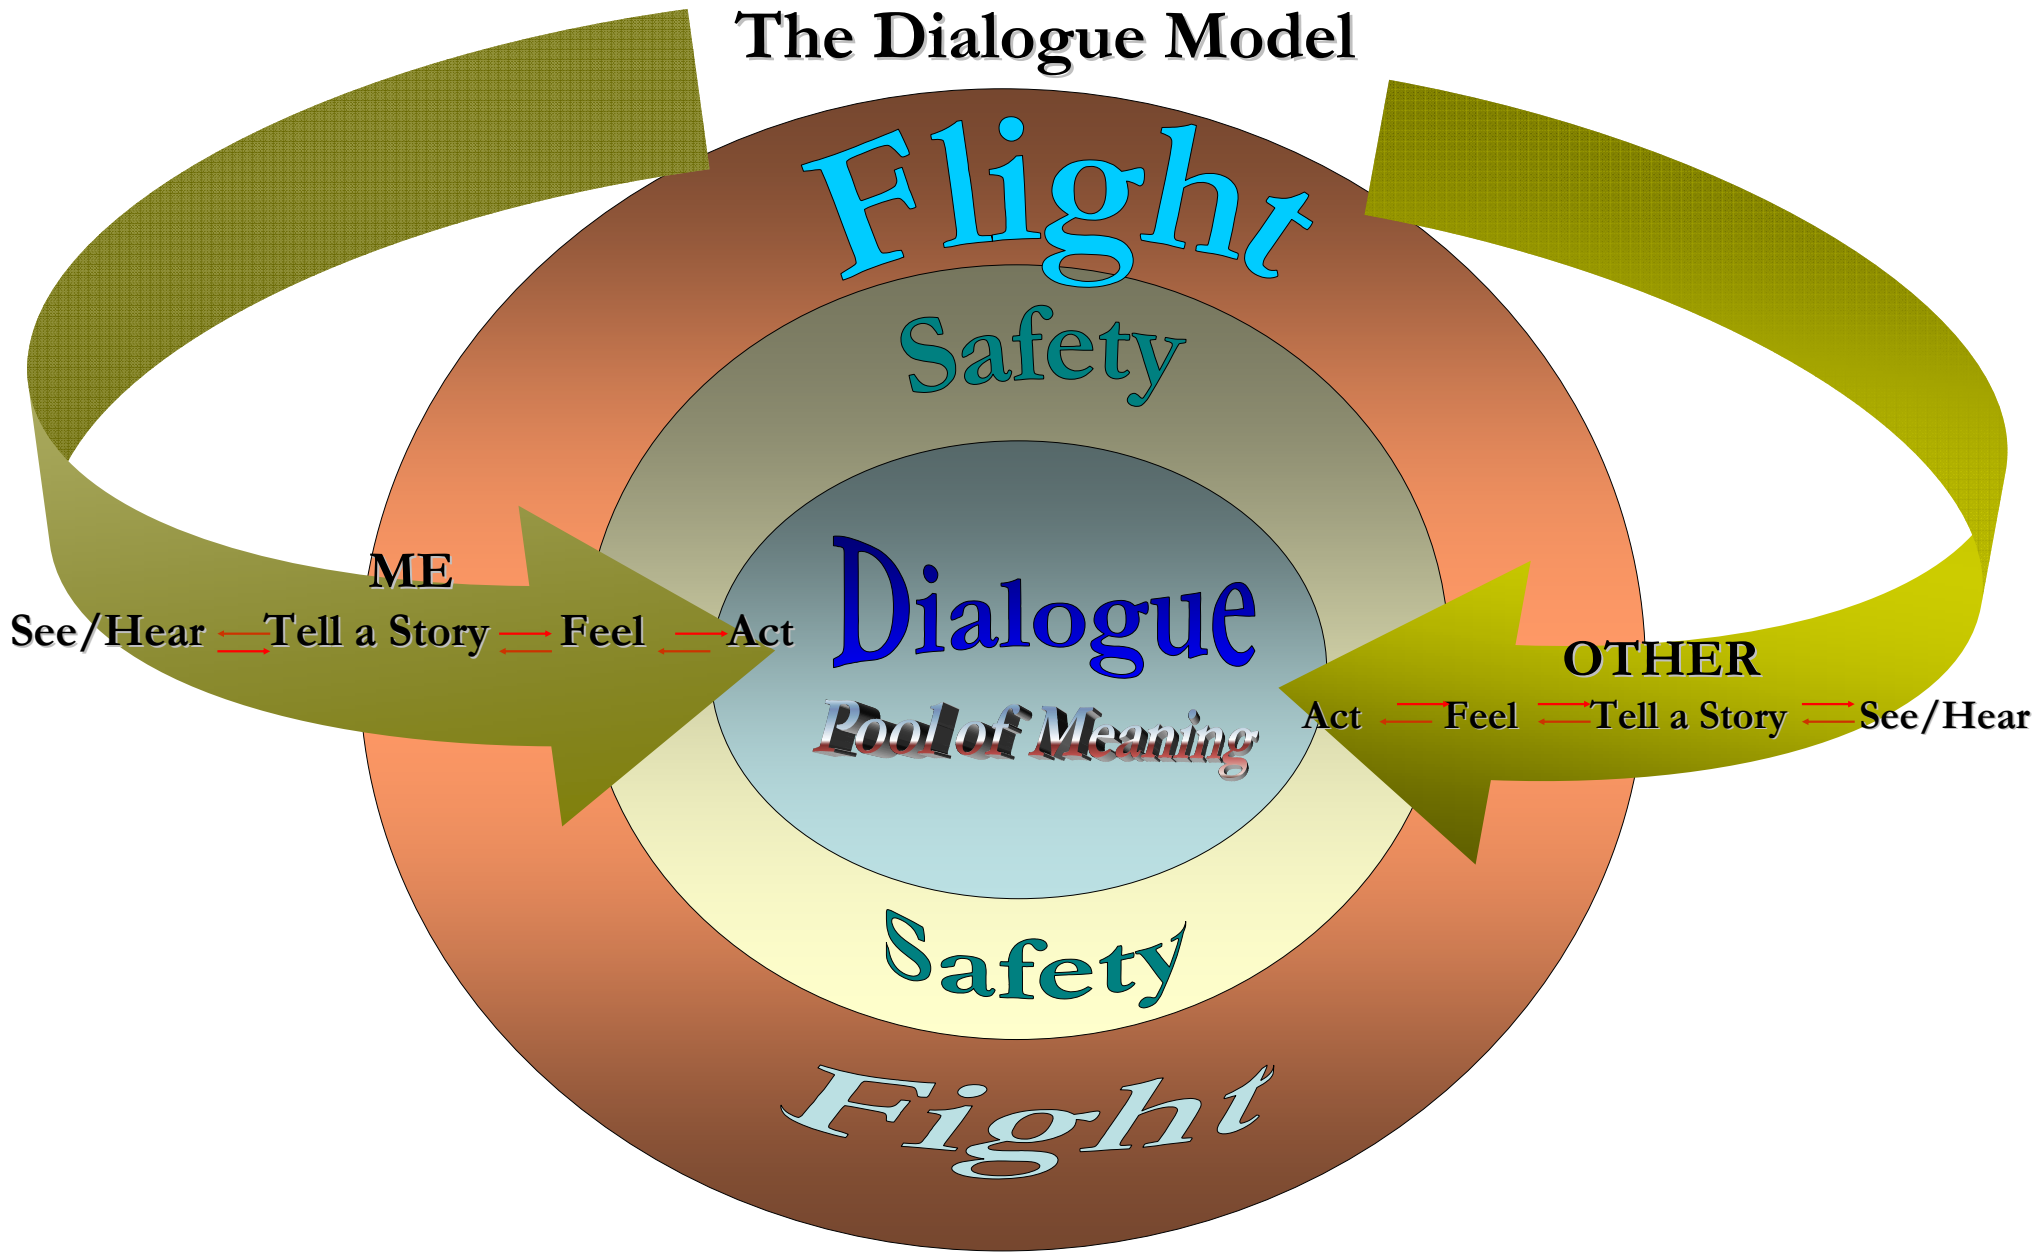 The Dialogue Model
Flight
Safety
Dialogue
Pool of Meaning
ME
See/Hear Tell a Story Feel Act
OTHER
Act Feel Tell a Story See/Hear
Safety
Fight